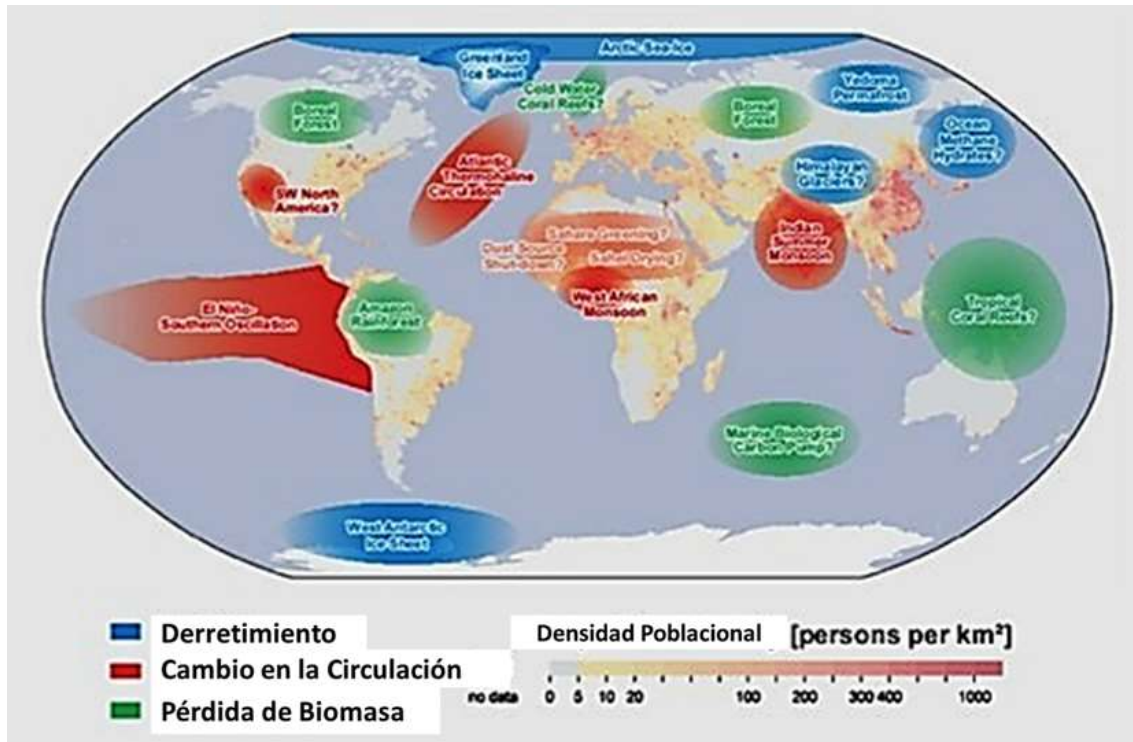 Arctic Sea-Ice
Greenland
Ice Sheet
Cold Water
Coral Reefs?
Boreal
Forest
Boreal
Forest
Yedoma
Permafrost
Ocean
Methane
Hydrates?
Atlantic
Thermohaline
Circulation
Himalayan
Glaciers?
SW North
America?
Indian
Summer
Monsoon
Sahara Greening?
Dust Source
Shut-down?
Sahel Drying?
West African
Monsoon
El Niño-
Southern Oscillation
Amazon
Rainforest
Tropical
Coral Reefs?
Marine Biological
Carbon Pump?
West Antarctic
Ice Sheet
Derretimiento
Cambio en la Circulación
Pérdida de Biomasa
Densidad Poblacional [persons per km²]
no data 0 5 10 20 100 200 300 400 1000